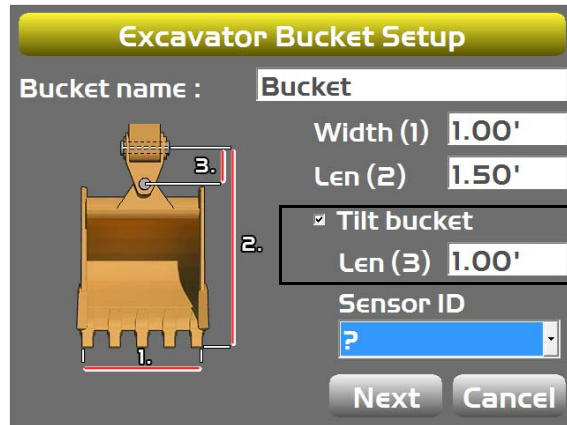 Excavator Bucket Setup
Bucket name : Bucket
Width (1) 1.00'
Len (2) 1.50'
Tilt bucket
Len (3) 1.00'
Sensor ID
?
3.
2.
1.
Next Cancel